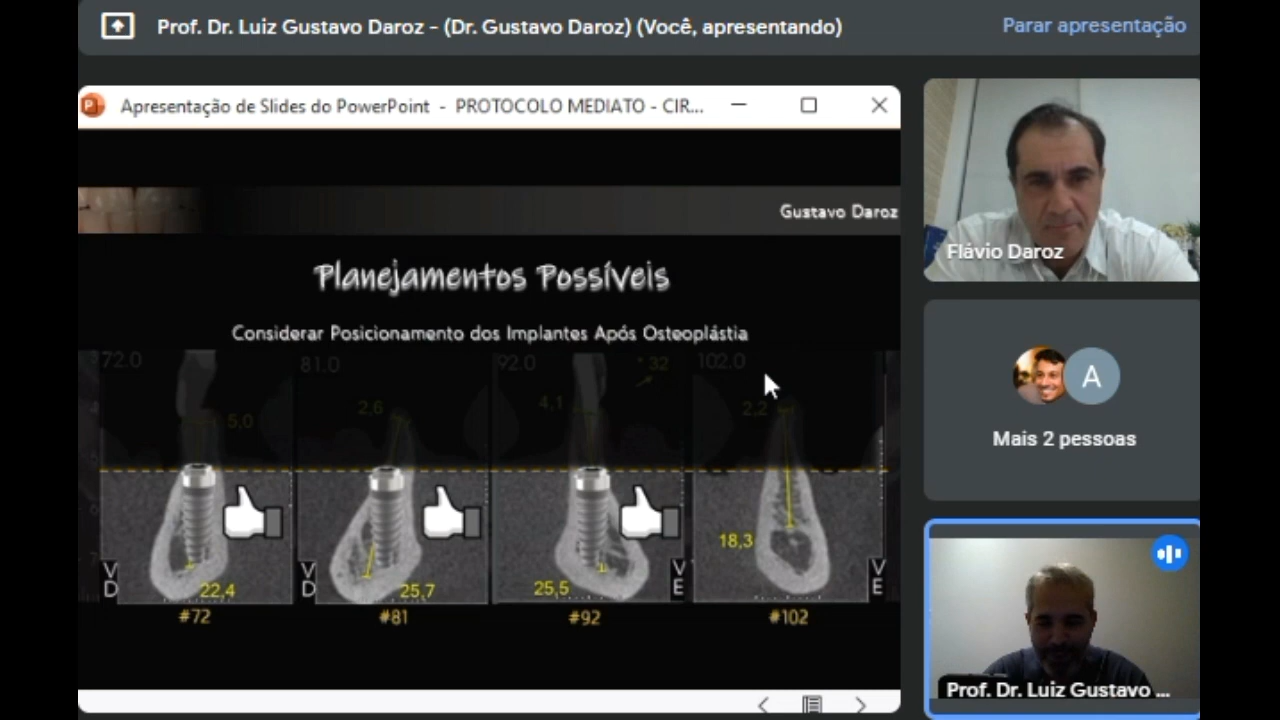 Prof. Dr. Luiz Gustavo Daroz - (Dr. Gustavo Daroz) (Você, apresentando)
Parar apresentação
Apresentação de Slides do PowerPoint - PROTOCOLO MEDIATO - CIR...
Gustavo Daroz
Planejamentos Possíveis
Considerar Posicionamento dos Implantes Após Osteoplástia
72.0
81.0
92.0
32
102.0
5,0
2,6
4,1
2,2
18,3
V
D
V
D
V
E
V
E
22,4
25,7
25,5
#72
#81
#92
#102
Flávio Daroz
A
Mais 2 pessoas
Prof. Dr. Luiz Gustavo ...